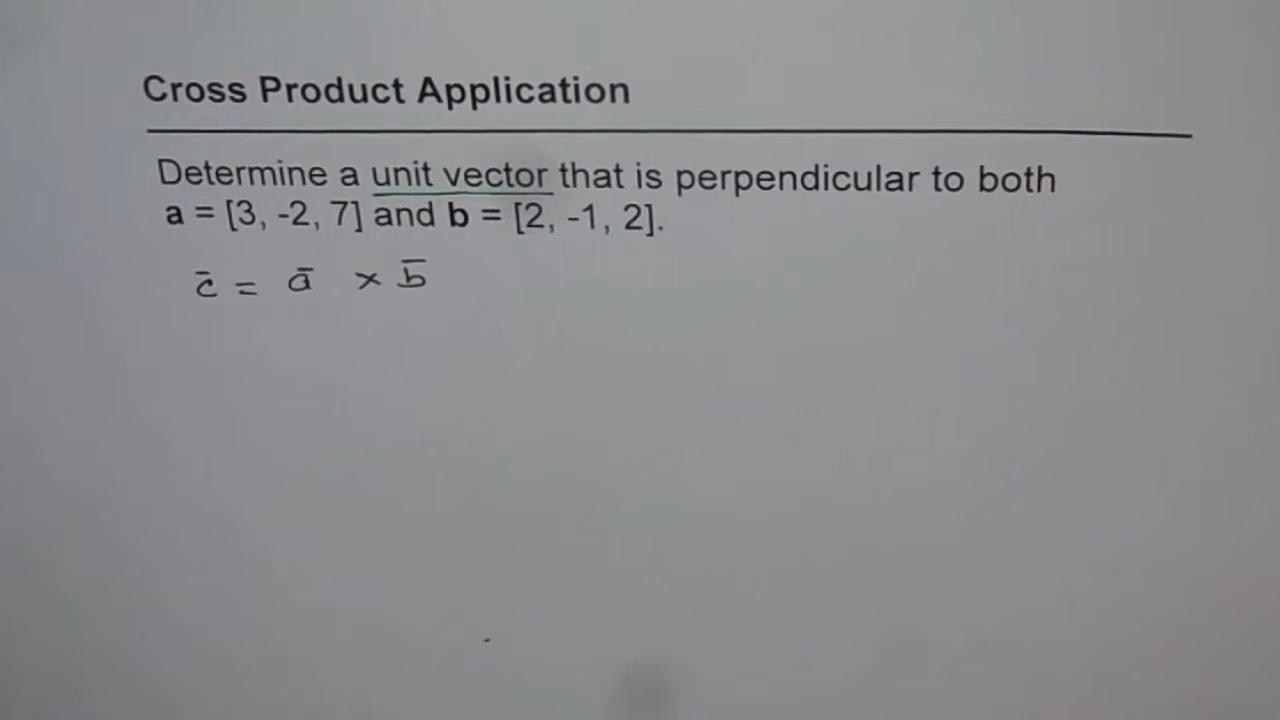 Cross Product Application
Determine a unit vector that is perpendicular to both
a = [3, -2, 7] and b = [2, -1, 2].
c̄ = ā × b̄